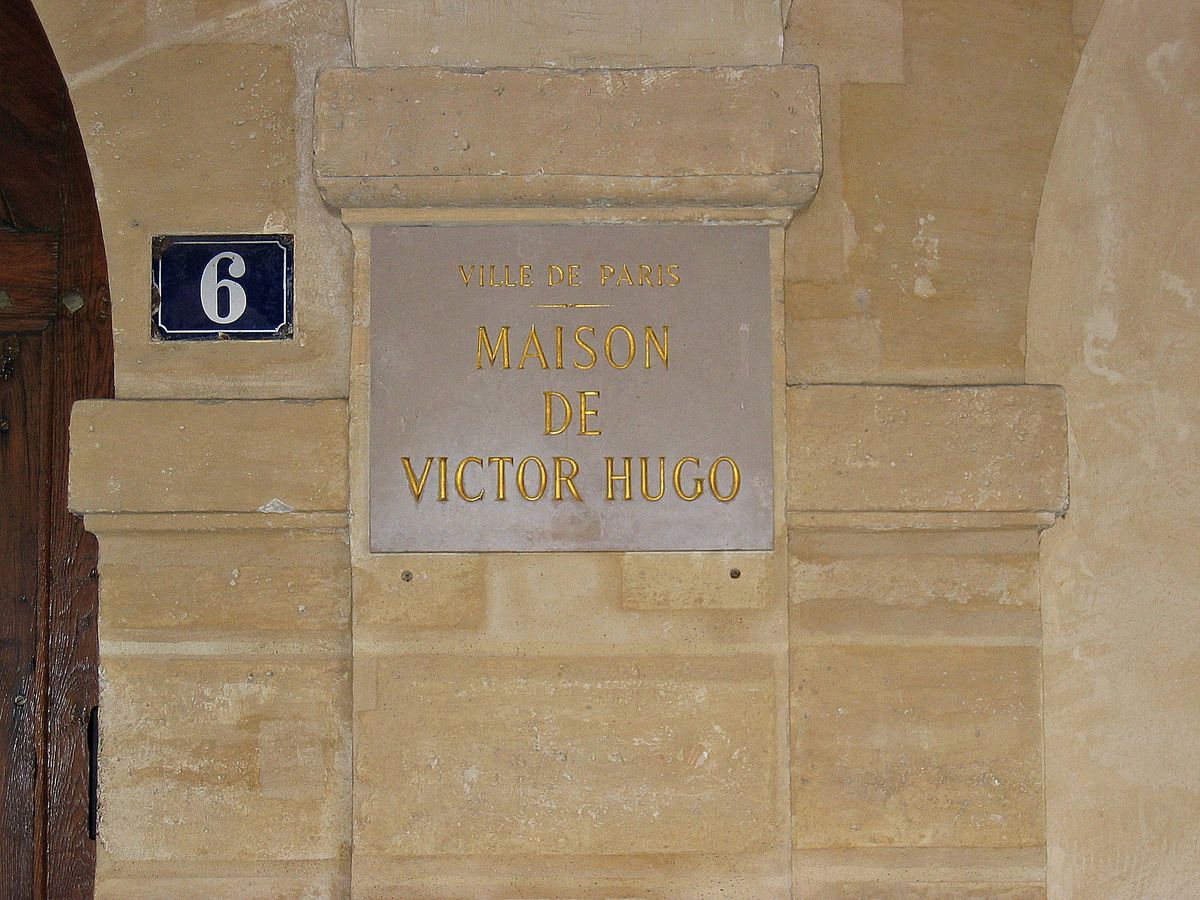 6
VILLE DE PARIS
MAISON
DE
VICTOR HUGO